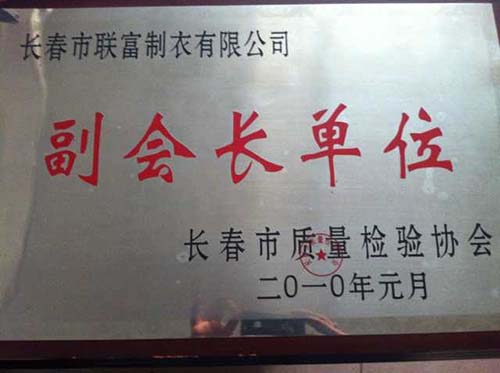 长春市联富制衣有限公司
副会长单位
长春市质量检验协会
二0一0年元月